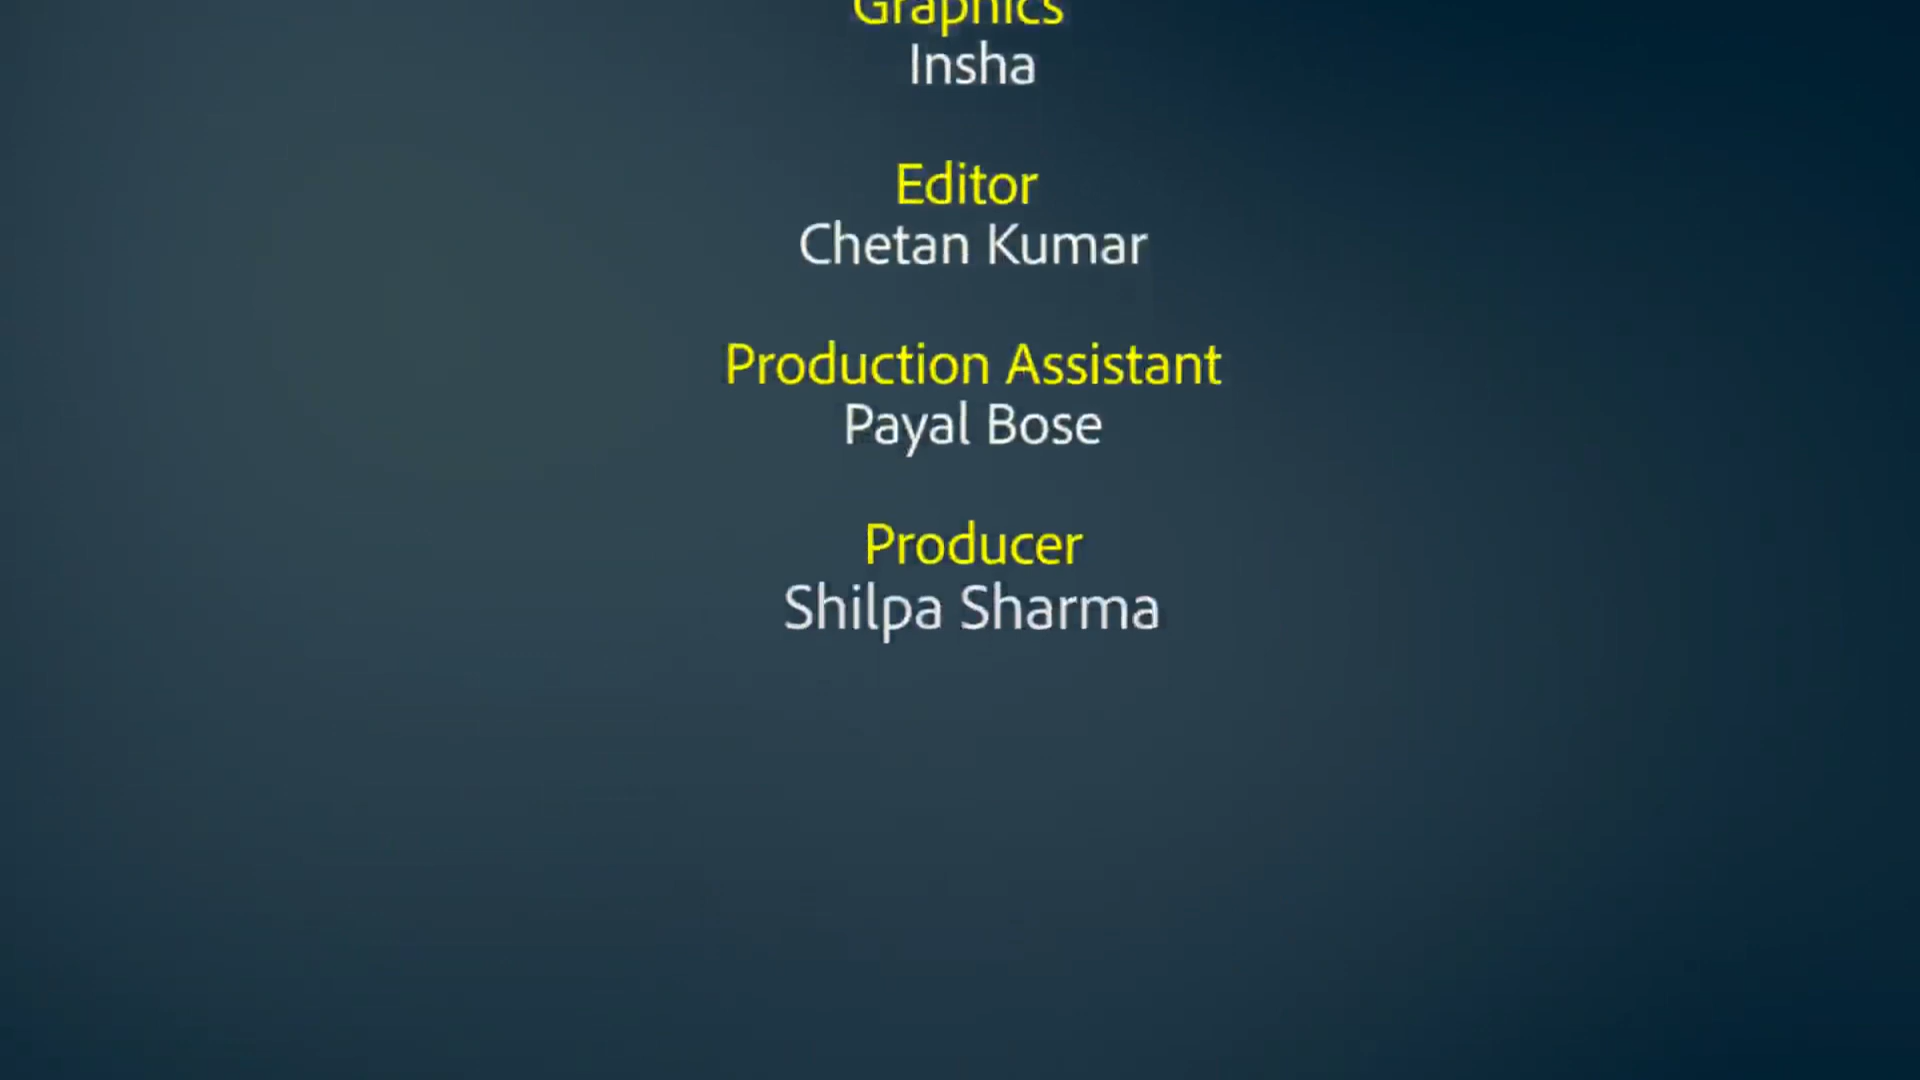 Graphics
Insha
Editor
Chetan Kumar
Production Assistant
Payal Bose
Producer
Shilpa Sharma